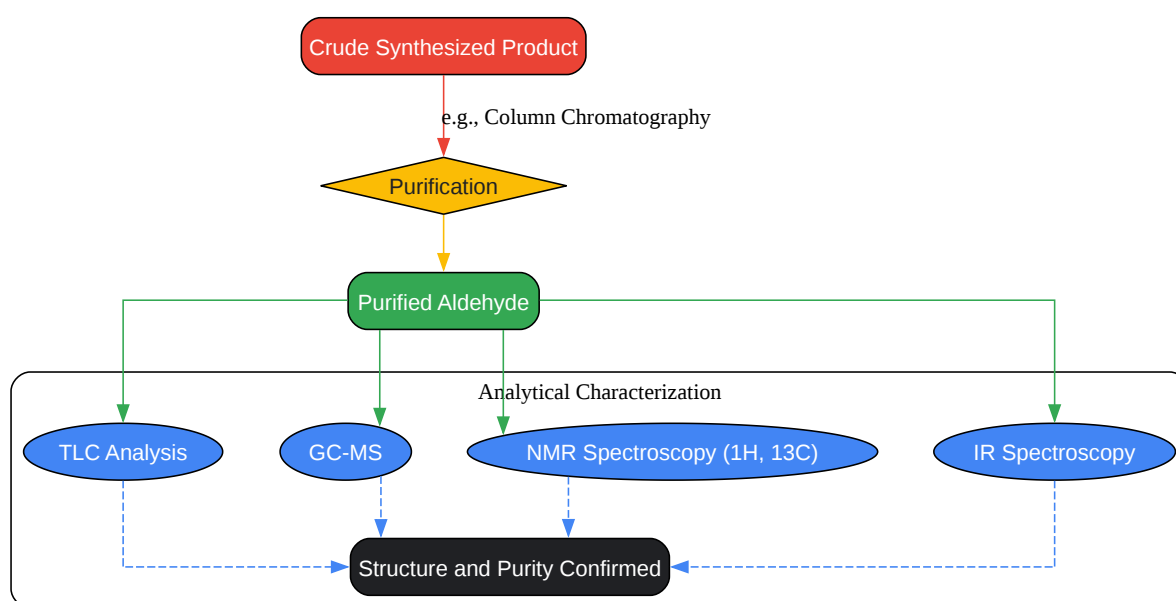 Crude Synthesized Product
e.g., Column Chromatography
Purification
Purified Aldehyde
Analytical Characterization
TLC Analysis
GC-MS
NMR Spectroscopy (1H, 13C)
IR Spectroscopy
Structure and Purity Confirmed